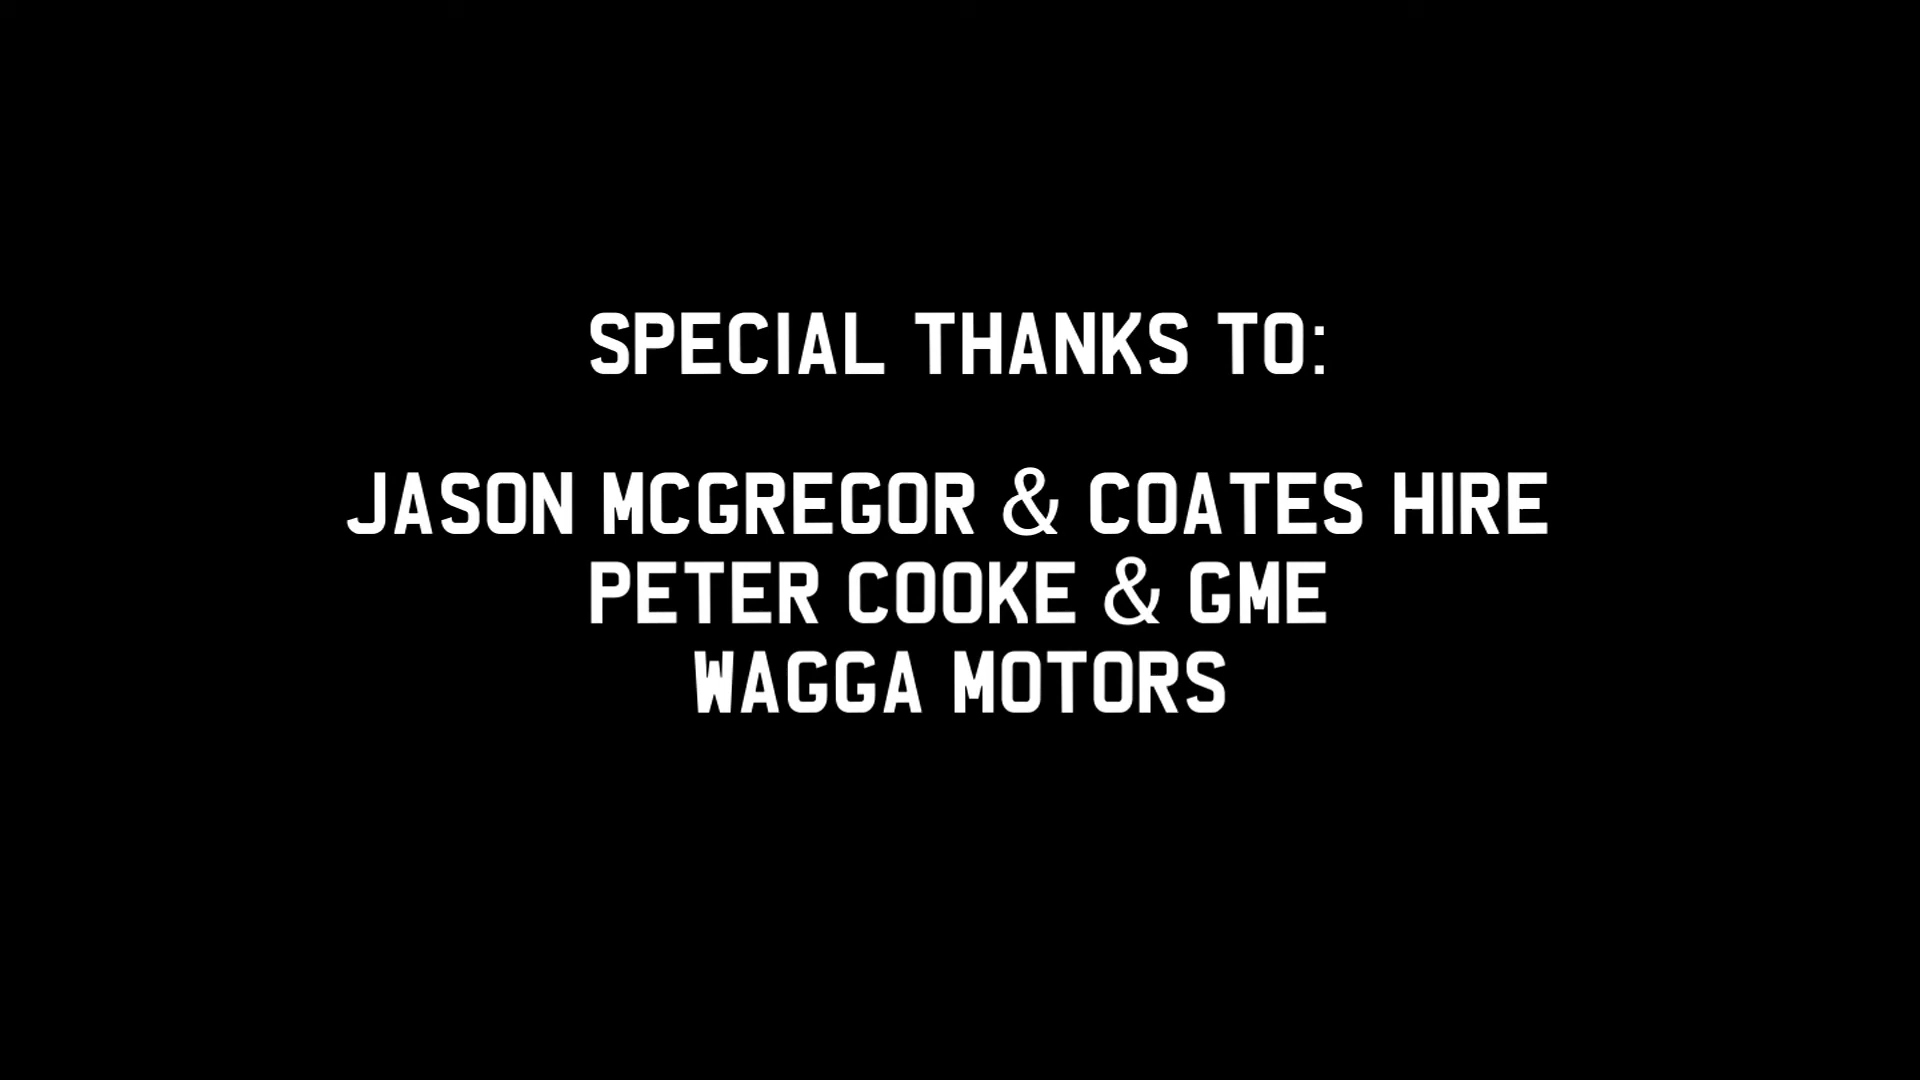 SPECIAL THANKS TO:
JASON MCGREGOR & COATES HIRE
PETER COOKE & GME
WAGGA MOTORS